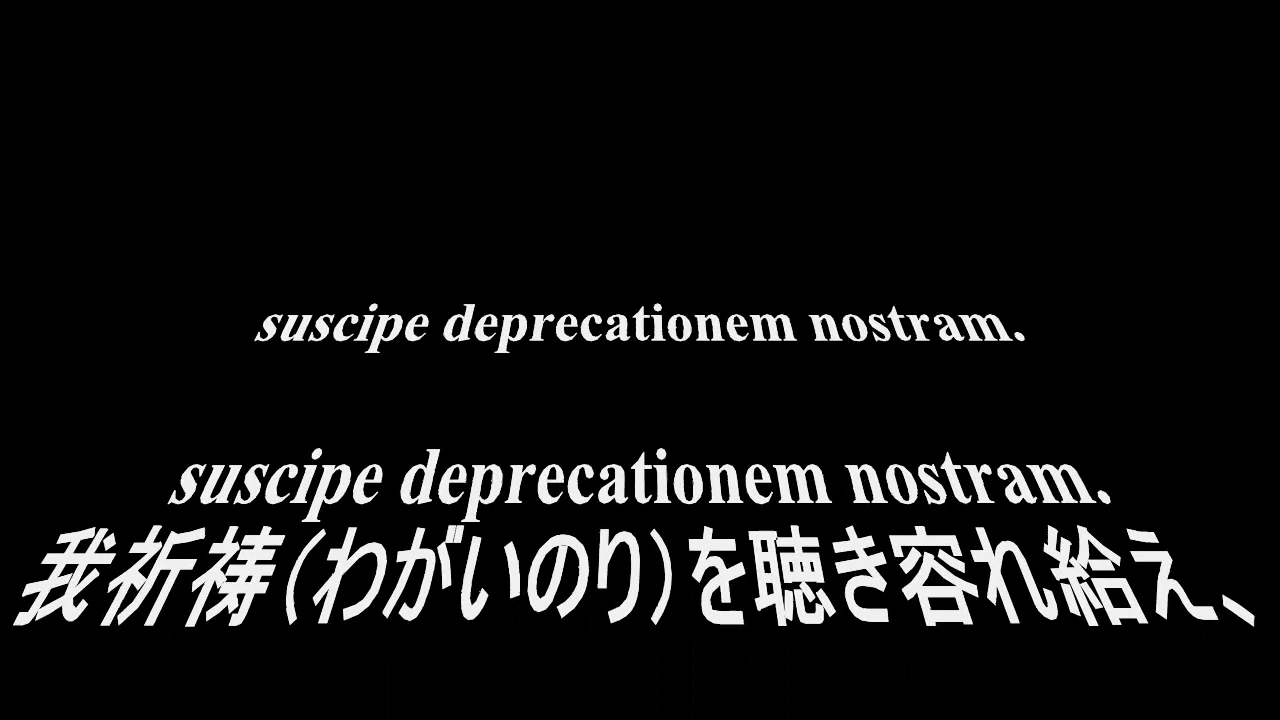 suscipe deprecationem nostram.
suscipe deprecationem nostram.
我祈祷（わがいのり）を聴き容れ給え、